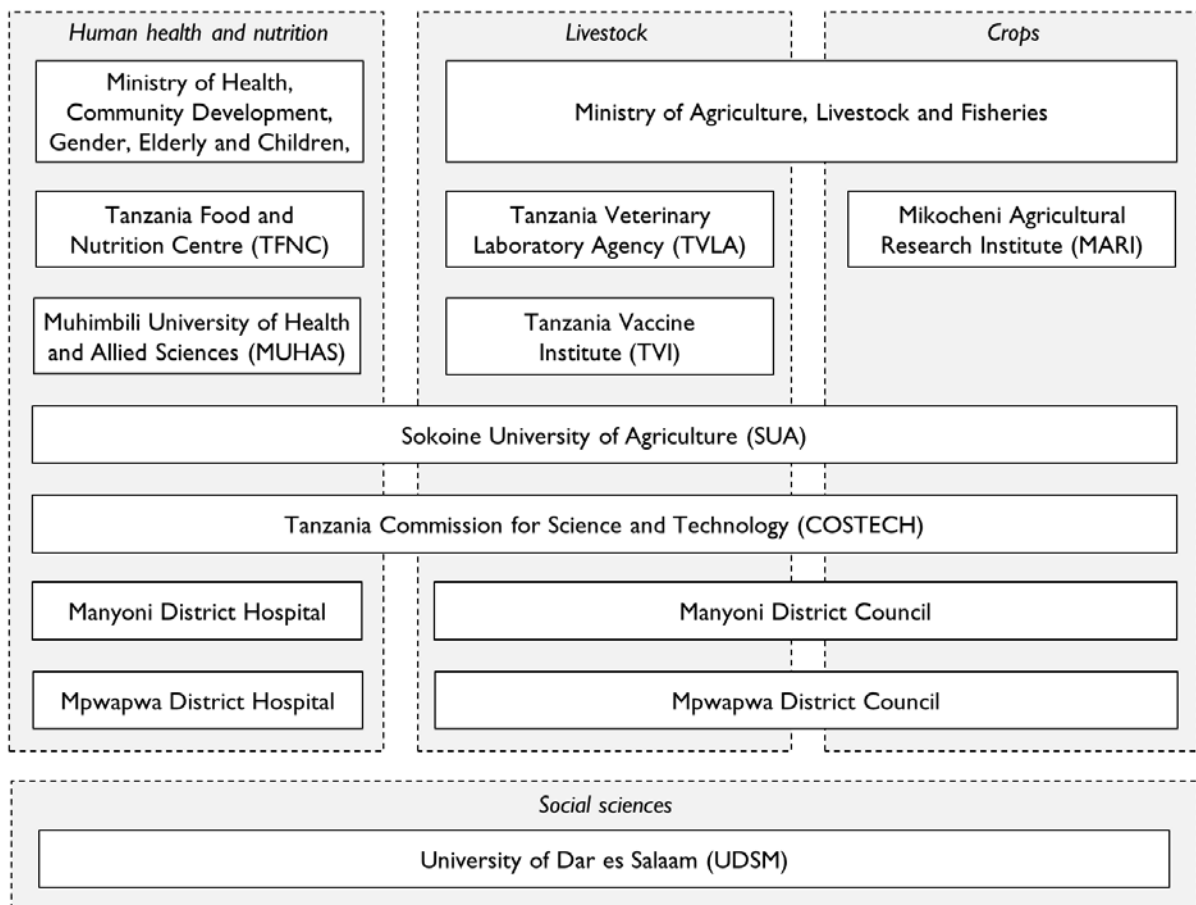 Human health and nutrition
Livestock
Crops
Ministry of Health,
Community Development,
Gender, Elderly and Children,
Ministry of Agriculture, Livestock and Fisheries
Tanzania Food and
Nutrition Centre (TFNC)
Tanzania Veterinary
Laboratory Agency (TVLA)
Mikocheni Agricultural
Research Institute (MARI)
Muhimbili University of Health
and Allied Sciences (MUHAS)
Tanzania Vaccine
Institute (TVI)
Sokoine University of Agriculture (SUA)
Tanzania Commission for Science and Technology (COSTECH)
Manyoni District Hospital
Manyoni District Council
Mpwapwa District Hospital
Mpwapwa District Council
Social sciences
University of Dar es Salaam (UDSM)